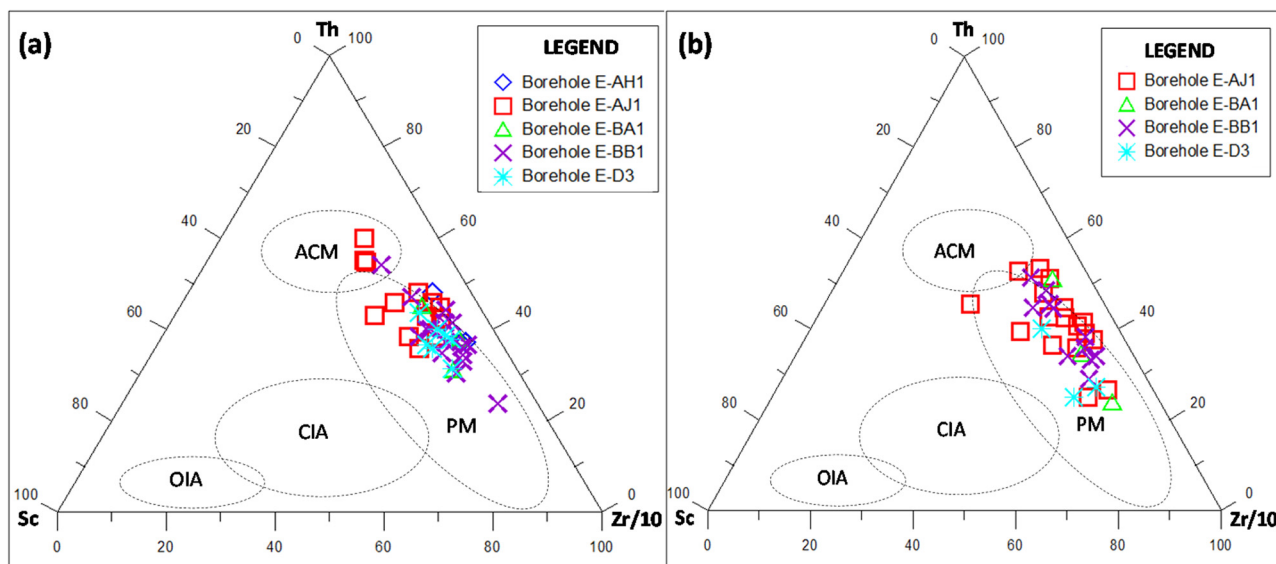 (a)
Th
0
100
LEGEND
Borehole E-AH1
Borehole E-AJ1
Borehole E-BA1
Borehole E-BB1
Borehole E-D3
20
80
40
60
ACM
60
40
80
20
CIA
PM
OIA
100
0
Sc
Zr/10
0
20
40
60
80
100
(b)
Th
0
100
LEGEND
Borehole E-AJ1
Borehole E-BA1
Borehole E-BB1
Borehole E-D3
20
80
40
60
ACM
60
40
80
20
CIA
PM
OIA
100
0
Sc
Zr/10
0
20
40
60
80
100